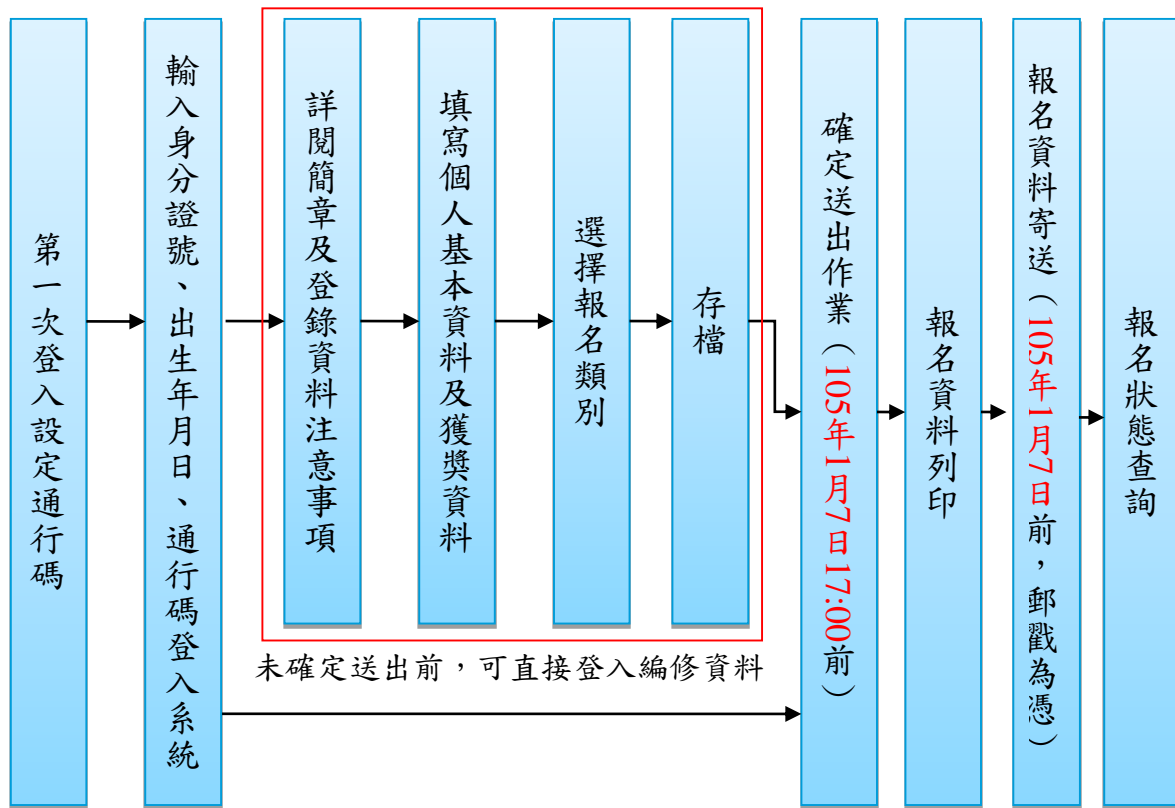 第一次登入設定通行碼
輸入身分證號、出生年月日、通行碼登入系統
詳閱簡章及登錄資料注意事項
填寫個人基本資料及獲獎資料
選擇報名類別
存檔
未確定送出前，可直接登入編修資料
確定送出作業（105年1月7日17:00前）
報名資料列印
報名資料寄送（105年1月7日前，郵戳為憑）
報名狀態查詢